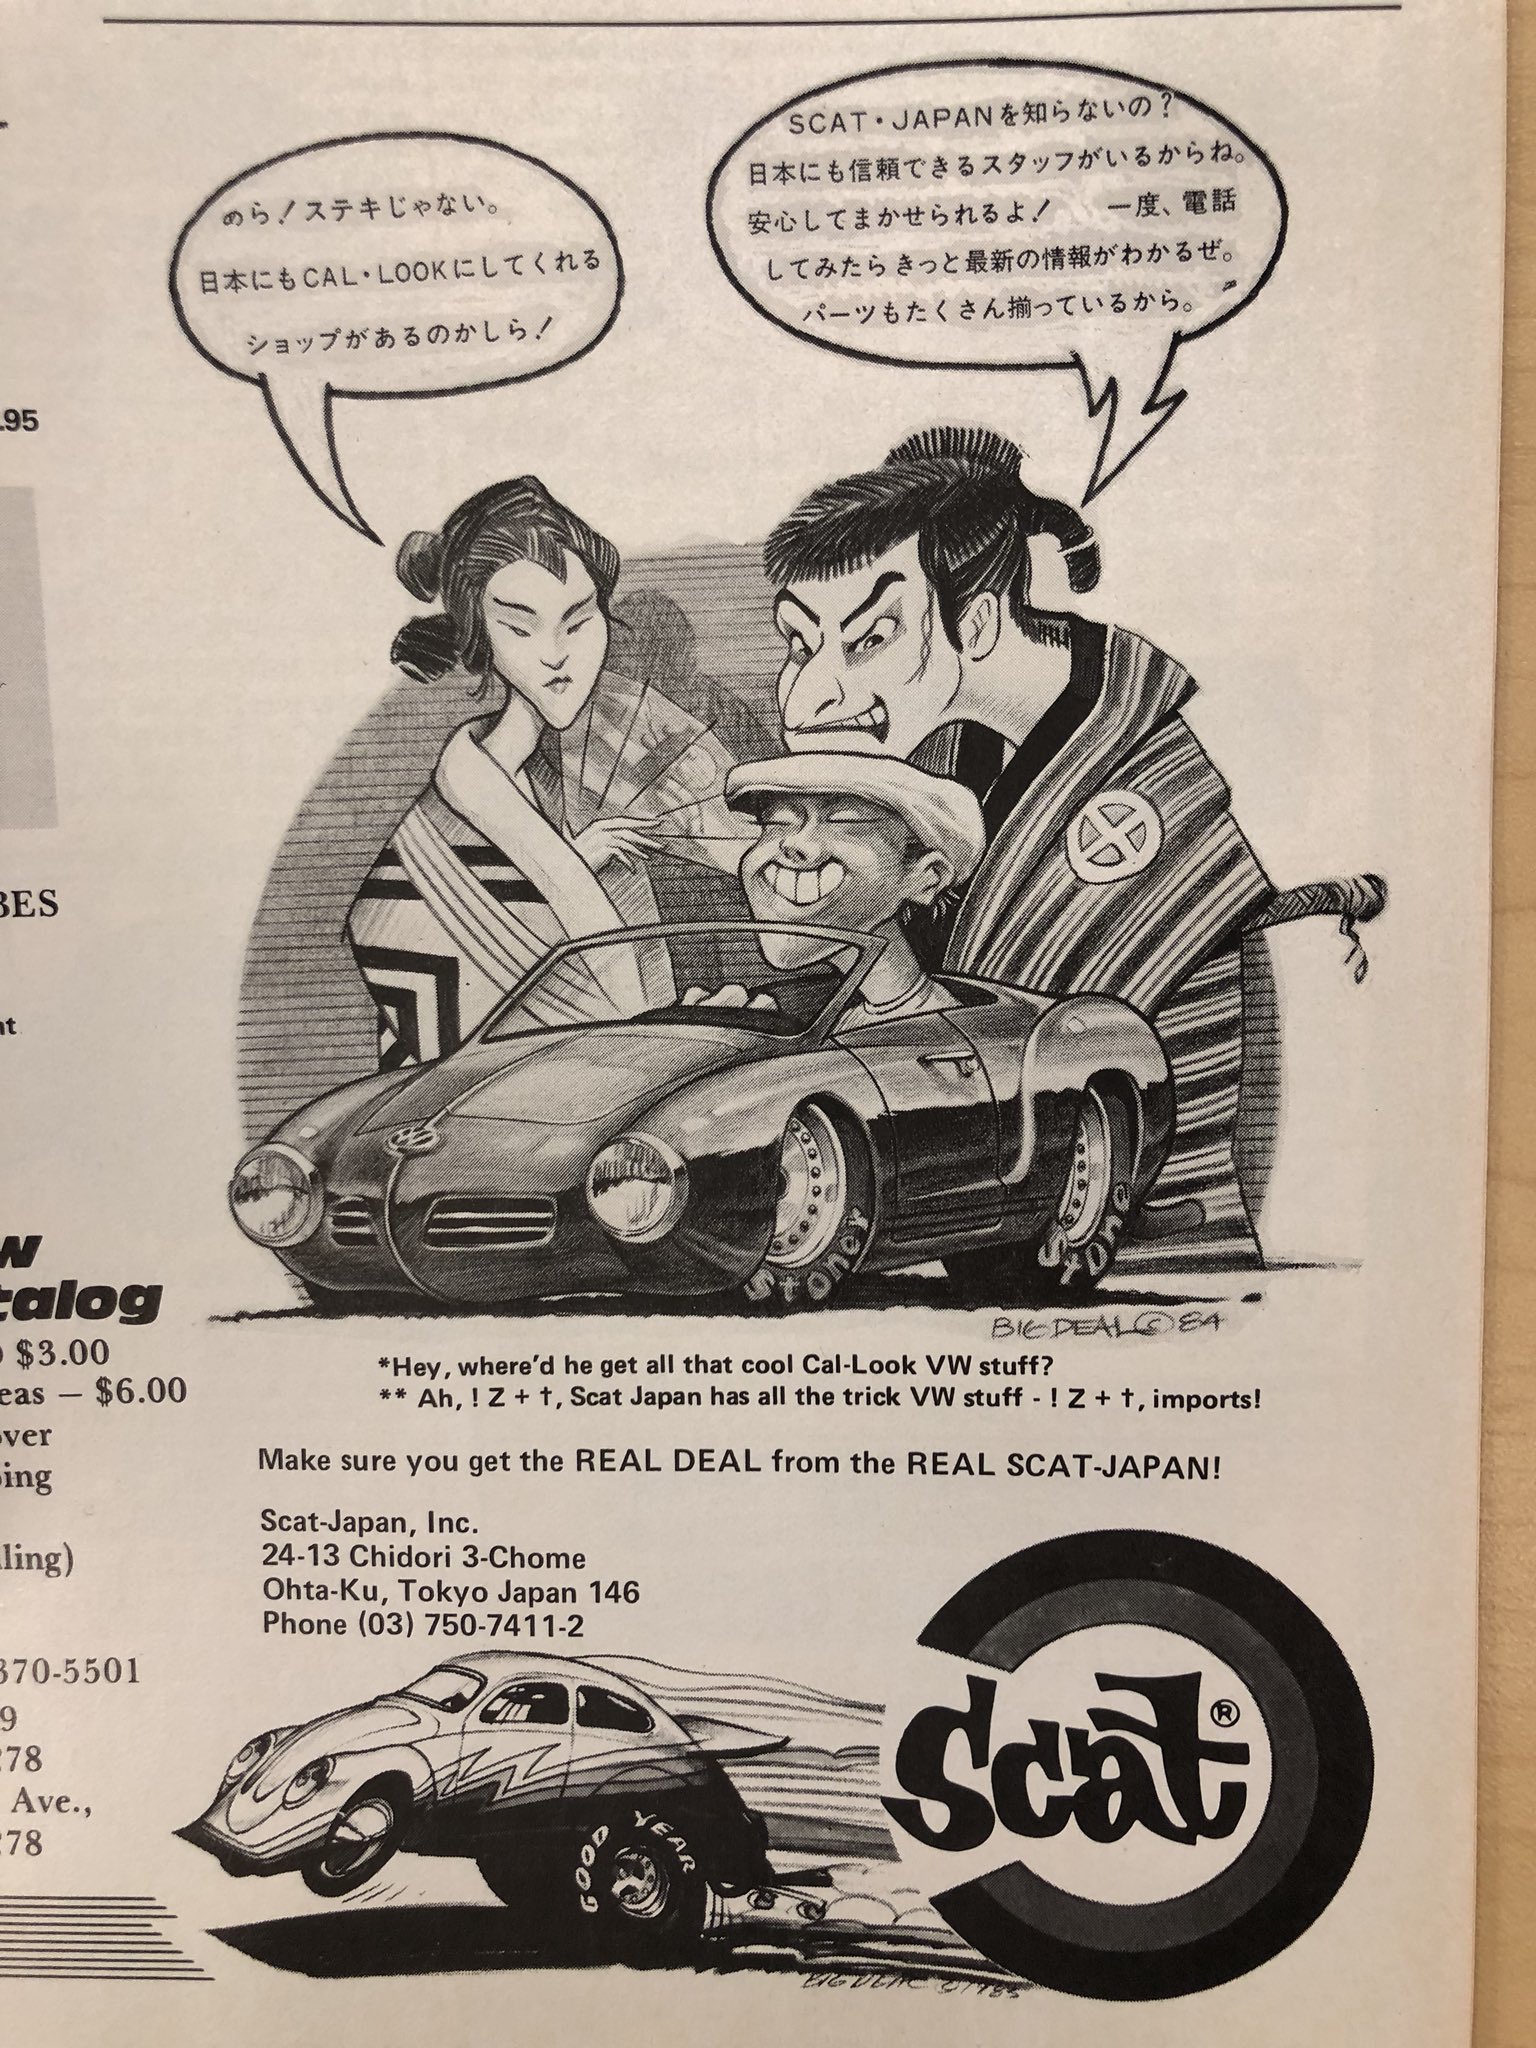 めら！ステキじゃない。
日本にもCAL・LOOKにしてくれる
ショップがあるのかしら！
SCAT・JAPANを知らないの？
日本にも信頼できるスタッフがいるからね。
安心してまかせられるよ！ 一度、電話
してみたらきっと最新の情報がわかるぜ。
パーツもたくさん揃っているから。
.95
BES
nt
w
talog
$3.00
eas — $6.00
over
ping
ling)
370-5501
9
278
Ave.,
278
Stoney
Stone
BIG DEAL © 84
*Hey, where'd he get all that cool Cal-Look VW stuff?
** Ah, ! Z + †, Scat Japan has all the trick VW stuff - ! Z + †, imports!
Make sure you get the REAL DEAL from the REAL SCAT-JAPAN!
Scat-Japan, Inc.
24-13 Chidori 3-Chome
Ohta-Ku, Tokyo Japan 146
Phone (03) 750-7411-2
GOOD YEAR
Scat®
BIG DEAL © 1983